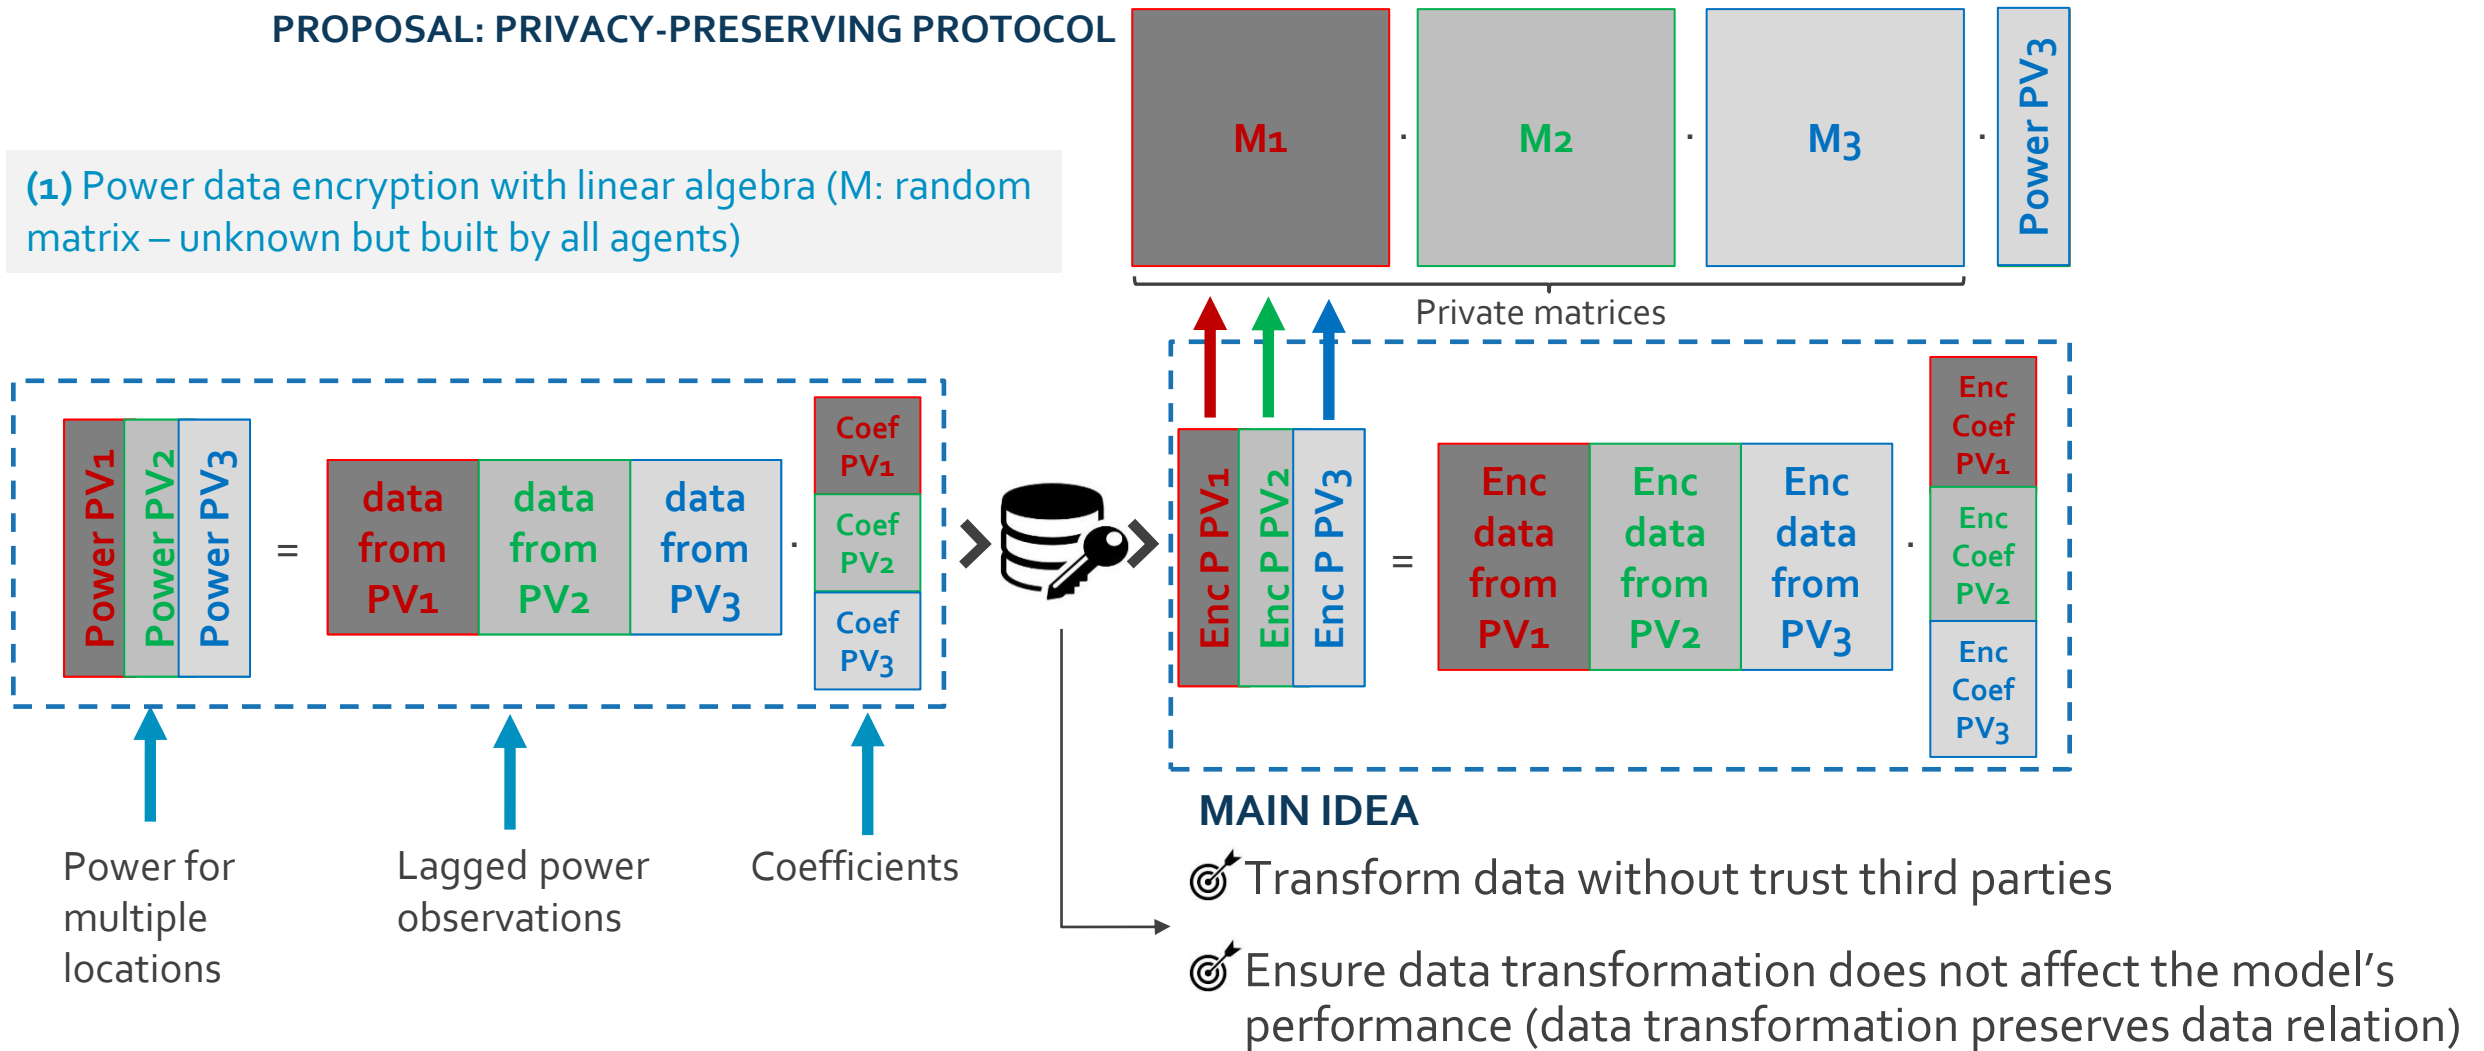 PROPOSAL: PRIVACY-PRESERVING PROTOCOL
M1
·
M2
·
M3
·
Power PV3
(1) Power data encryption with linear algebra (M: random
matrix – unknown but built by all agents)
Private matrices
Power PV1
Power PV2
Power PV3
=
data
from
PV1
data
from
PV2
data
from
PV3
·
Coef
PV1
Coef
PV2
Coef
PV3
Enc P PV1
Enc P PV2
Enc P PV3
=
Enc
data
from
PV1
Enc
data
from
PV2
Enc
data
from
PV3
·
Enc
Coef
PV1
Enc
Coef
PV2
Enc
Coef
PV3
Power for
multiple
locations
Lagged power
observations
Coefficients
MAIN IDEA
Transform data without trust third parties
Ensure data transformation does not affect the model’s
performance (data transformation preserves data relation)